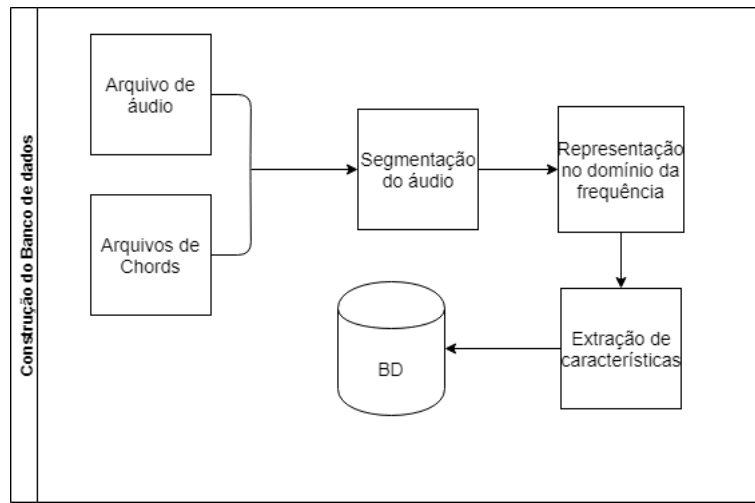 Construção do Banco de dados
Arquivo de
áudio
Arquivos de
Chords
Segmentação
do áudio
Representação
no domínio da
frequência
Extração de
características
BD